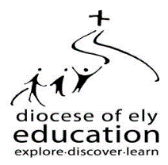 diocese of ely
education
explore·discover·learn